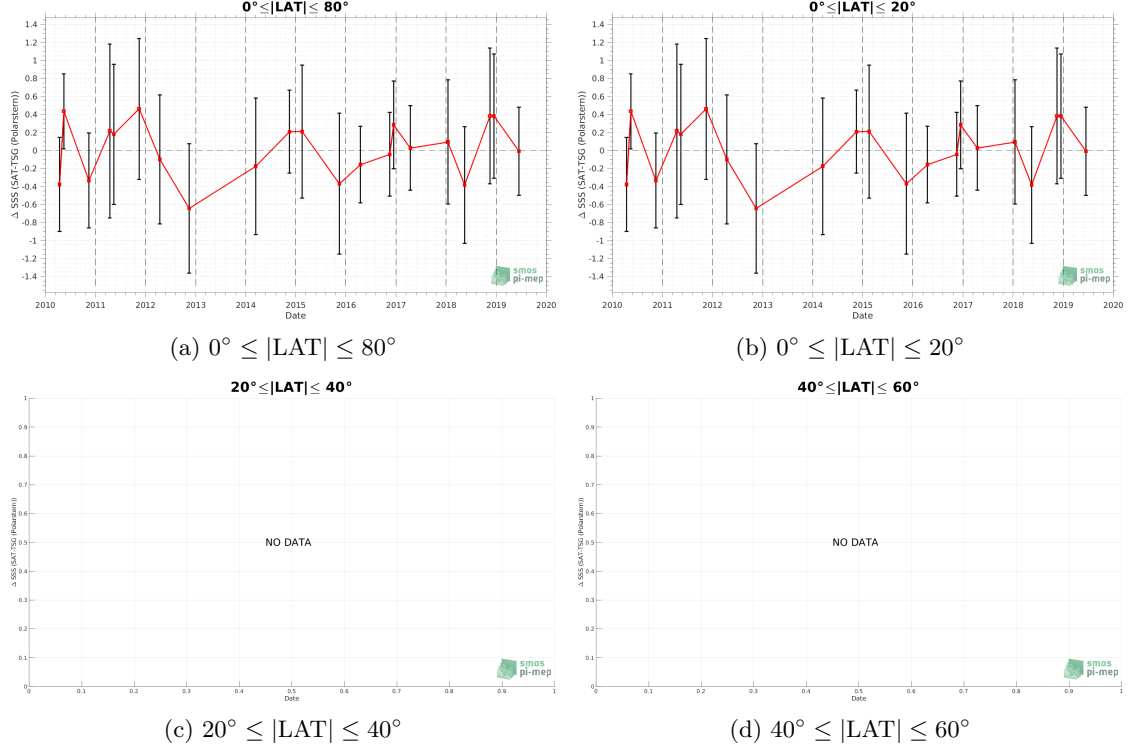 0°≤|LAT|≤ 80°
Δ SSS (SAT-TSG (Polarstern))
1.4
1.2
1
0.8
0.6
0.4
0.2
0
-0.2
-0.4
-0.6
-0.8
-1
-1.2
-1.4
2010 2011 2012 2013 2014 2015 2016 2017 2018 2019 2020
Date
smos
pi-mep
(a) 0° ≤ |LAT| ≤ 80°
0°≤|LAT|≤ 20°
Δ SSS (SAT-TSG (Polarstern))
1.4
1.2
1
0.8
0.6
0.4
0.2
0
-0.2
-0.4
-0.6
-0.8
-1
-1.2
-1.4
2010 2011 2012 2013 2014 2015 2016 2017 2018 2019 2020
Date
smos
pi-mep
(b) 0° ≤ |LAT| ≤ 20°
20°≤|LAT|≤ 40°
Δ SSS (SAT-TSG (Polarstern))
1
0.9
0.8
0.7
0.6
0.5
0.4
0.3
0.2
0.1
0
NO DATA
0 0.1 0.2 0.3 0.4 0.5 0.6 0.7 0.8 0.9 1
Date
smos
pi-mep
(c) 20° ≤ |LAT| ≤ 40°
40°≤|LAT|≤ 60°
Δ SSS (SAT-TSG (Polarstern))
1
0.9
0.8
0.7
0.6
0.5
0.4
0.3
0.2
0.1
0
NO DATA
0 0.1 0.2 0.3 0.4 0.5 0.6 0.7 0.8 0.9 1
Date
smos
pi-mep
(d) 40° ≤ |LAT| ≤ 60°